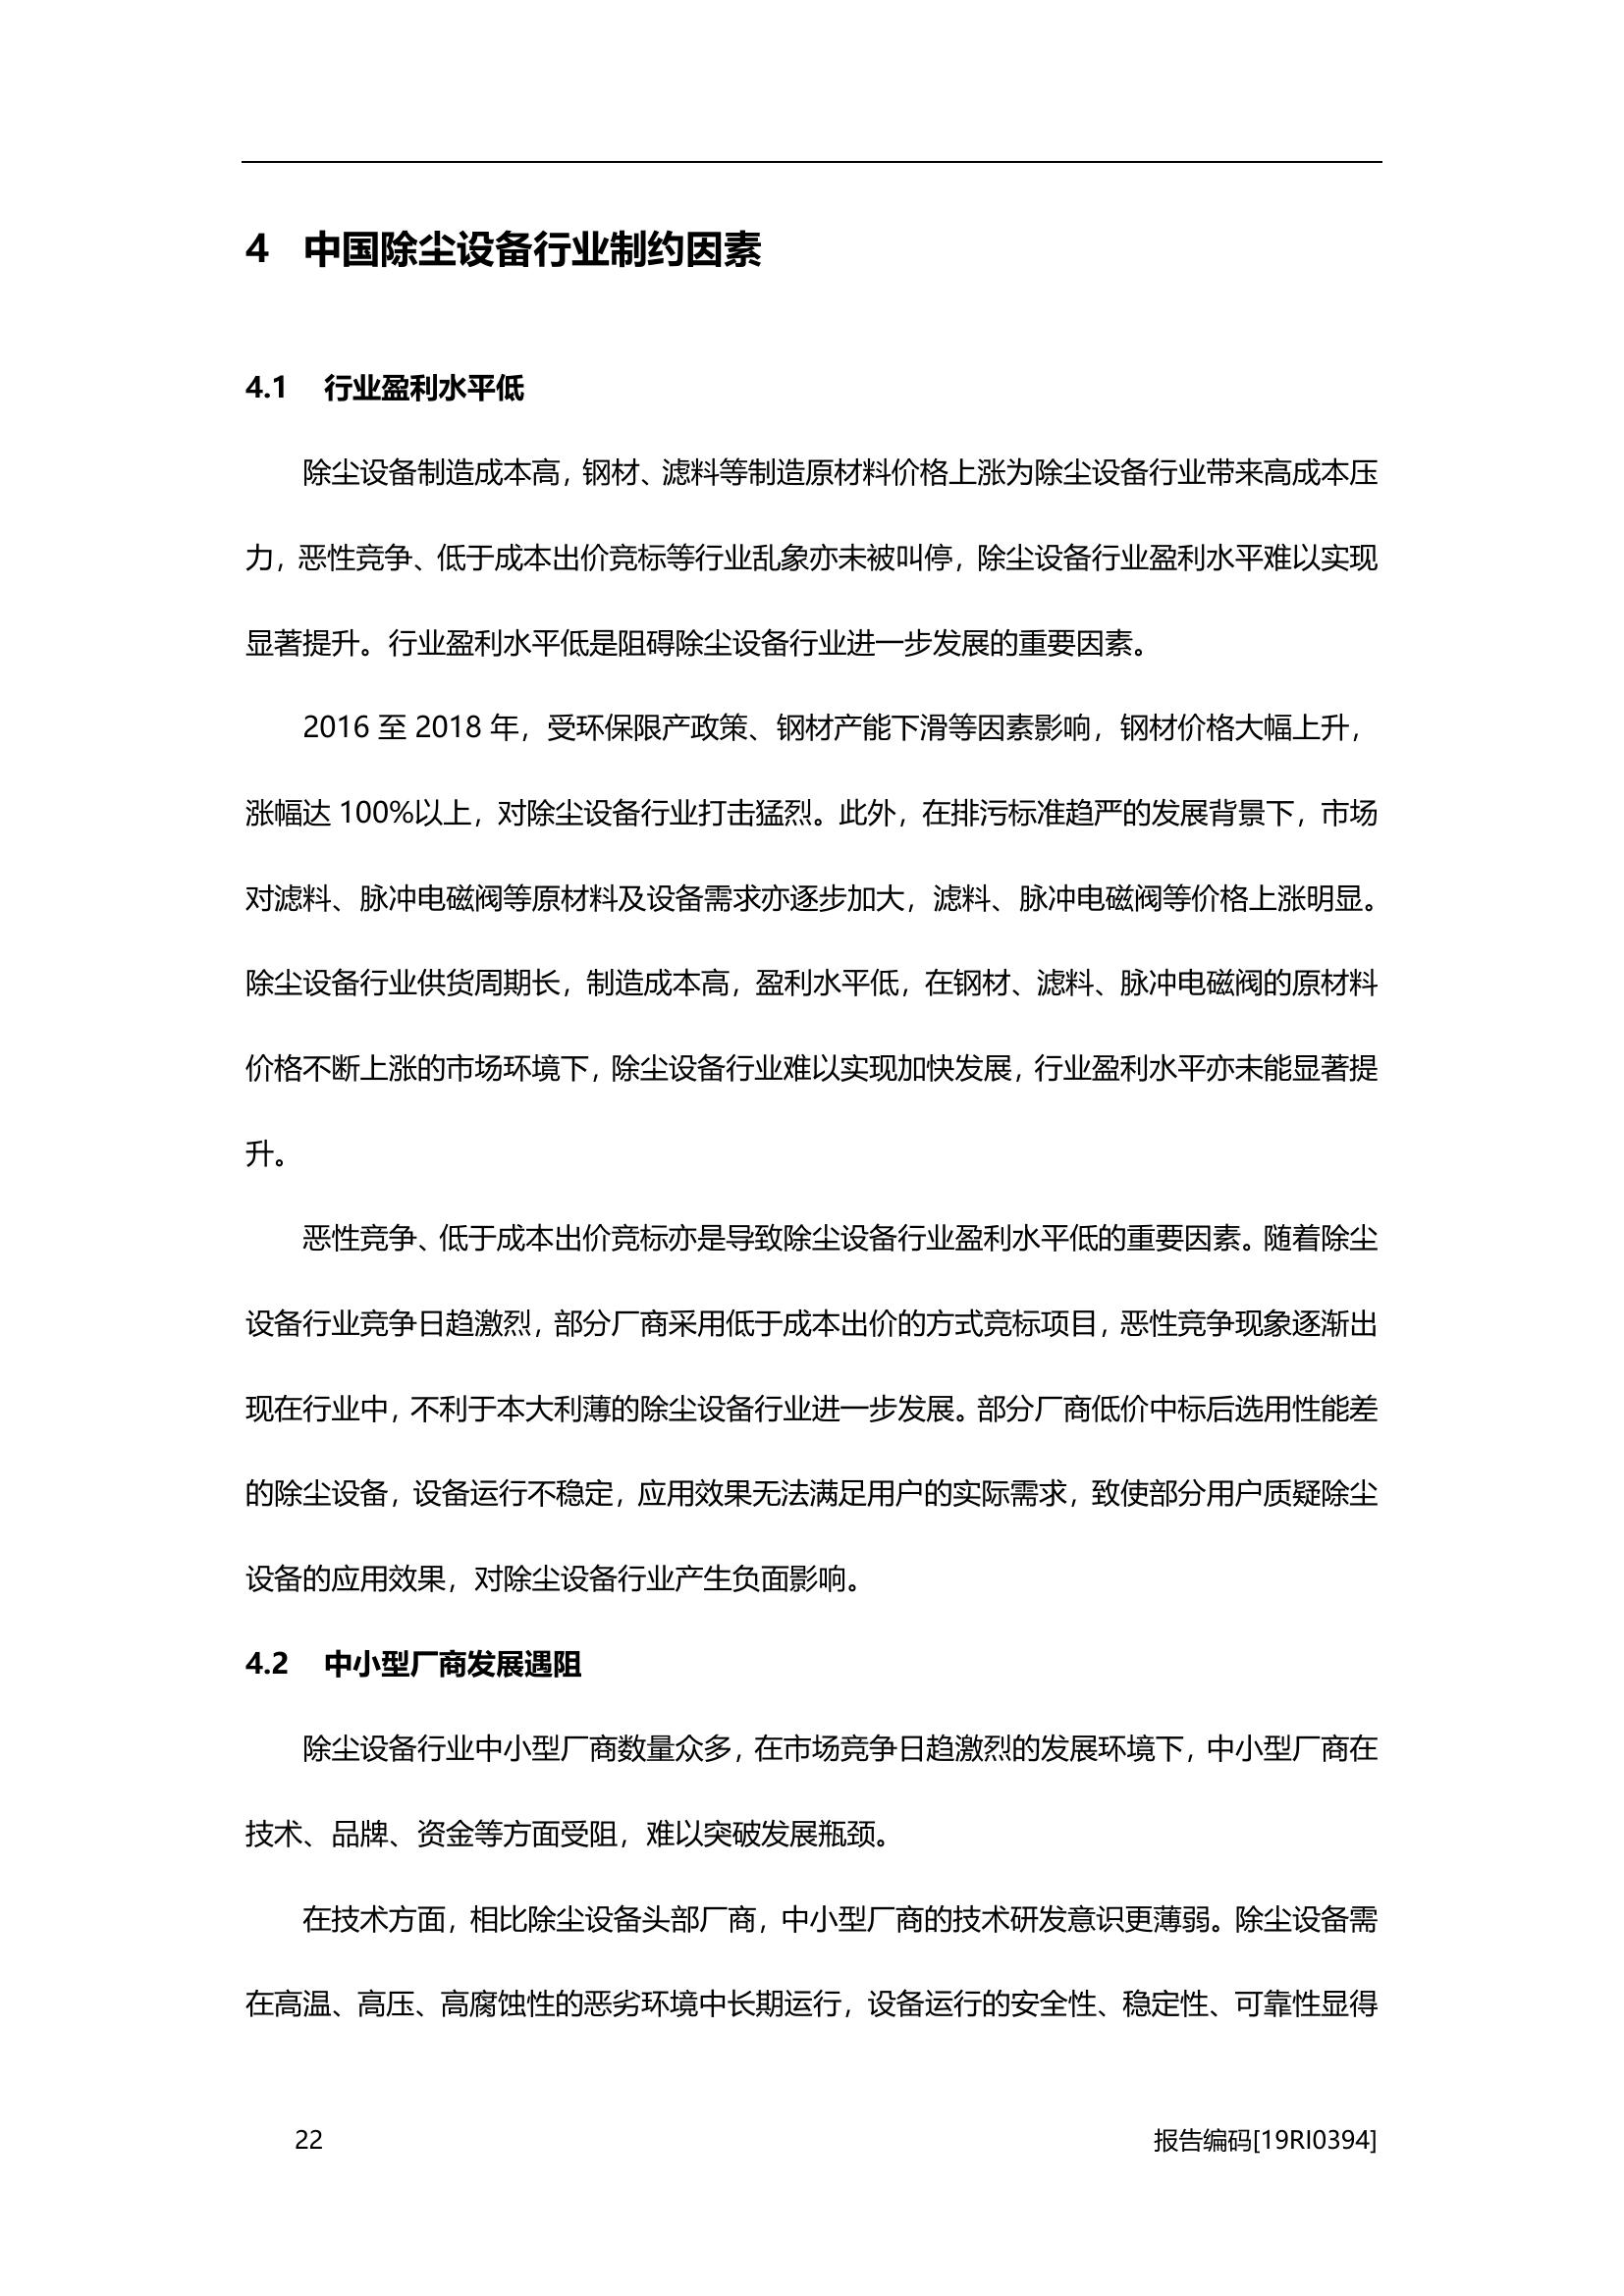 4 中国除尘设备行业制约因素
4.1 行业盈利水平低
除尘设备制造成本高，钢材、滤料等制造原材料价格上涨为除尘设备行业带来高成本压
力，恶性竞争、低于成本出价竞标等行业乱象亦未被叫停，除尘设备行业盈利水平难以实现
显著提升。行业盈利水平低是阻碍除尘设备行业进一步发展的重要因素。
2016 至 2018 年，受环保限产政策、钢材产能下滑等因素影响，钢材价格大幅上升，
涨幅达 100%以上，对除尘设备行业打击猛烈。此外，在排污标准趋严的发展背景下，市场
对滤料、脉冲电磁阀等原材料及设备需求亦逐步加大，滤料、脉冲电磁阀等价格上涨明显。
除尘设备行业供货周期长，制造成本高，盈利水平低，在钢材、滤料、脉冲电磁阀的原材料
价格不断上涨的市场环境下，除尘设备行业难以实现加快发展，行业盈利水平亦未能显著提
升。
恶性竞争、低于成本出价竞标亦是导致除尘设备行业盈利水平低的重要因素。随着除尘
设备行业竞争日趋激烈，部分厂商采用低于成本出价的方式竞标项目，恶性竞争现象逐渐出
现在行业中，不利于本大利薄的除尘设备行业进一步发展。部分厂商低价中标后选用性能差
的除尘设备，设备运行不稳定，应用效果无法满足用户的实际需求，致使部分用户质疑除尘
设备的应用效果，对除尘设备行业产生负面影响。
4.2 中小型厂商发展遇阻
除尘设备行业中小型厂商数量众多，在市场竞争日趋激烈的发展环境下，中小型厂商在
技术、品牌、资金等方面受阻，难以突破发展瓶颈。
在技术方面，相比除尘设备头部厂商，中小型厂商的技术研发意识更薄弱。除尘设备需
在高温、高压、高腐蚀性的恶劣环境中长期运行，设备运行的安全性、稳定性、可靠性显得
22 报告编码[19RI0394]